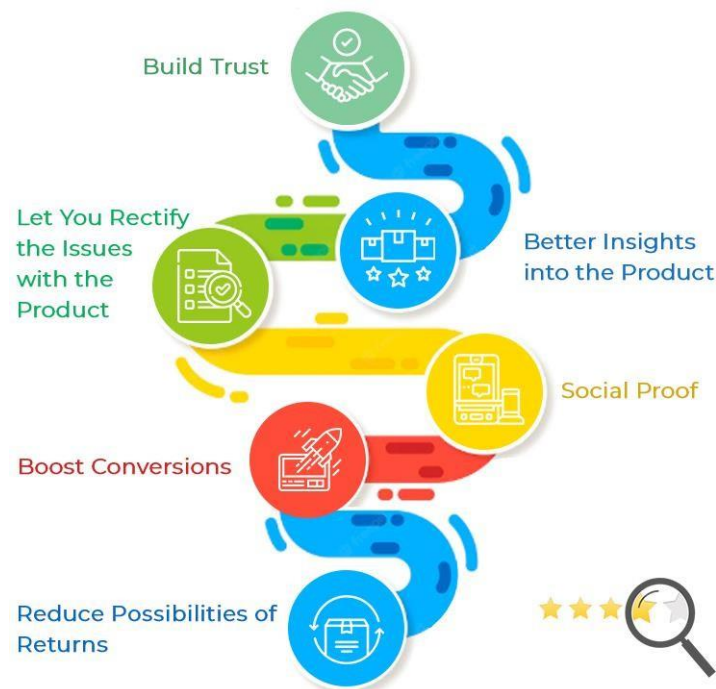 Build Trust
Let You Rectify
the Issues
with the
Product
Better Insights
into the Product
Social Proof
Boost Conversions
Reduce Possibilities of
Returns